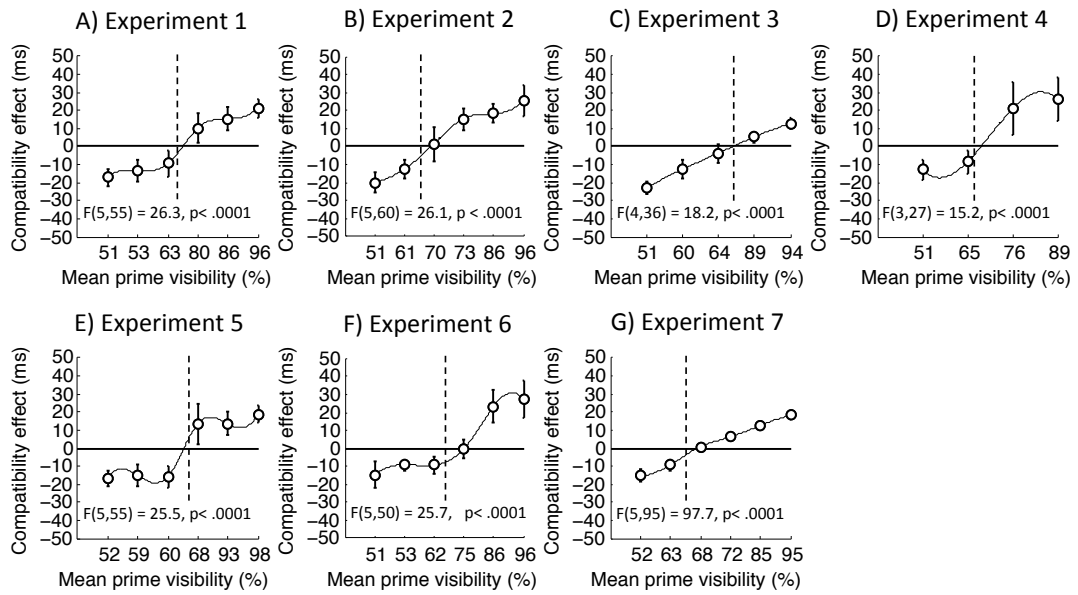 A) Experiment 1
Compatibility effect (ms)
50
40
30
20
10
0
−10
−20
−30
−40
−50
F(5,55) = 26.3, p< .0001
51 53 63 80 86 96
Mean prime visibility (%)
B) Experiment 2
Compatibility effect (ms)
50
40
30
20
10
0
−10
−20
−30
−40
−50
F(5,60) = 26.1, p< .0001
51 61 70 73 86 96
Mean prime visibility (%)
C) Experiment 3
Compatibility effect (ms)
50
40
30
20
10
0
−10
−20
−30
−40
−50
F(4,36) = 18.2, p< .0001
51 60 64 89 94
Mean prime visibility (%)
D) Experiment 4
Compatibility effect (ms)
50
40
30
20
10
0
−10
−20
−30
−40
−50
F(3,27) = 15.2, p< .0001
51 65 76 89
Mean prime visibility (%)
E) Experiment 5
Compatibility effect (ms)
50
40
30
20
10
0
−10
−20
−30
−40
−50
F(5,55) = 25.5, p< .0001
52 59 60 68 93 98
Mean prime visibility (%)
F) Experiment 6
Compatibility effect (ms)
50
40
30
20
10
0
−10
−20
−30
−40
−50
F(5,50) = 25.7, p< .0001
51 53 62 75 86 96
Mean prime visibility (%)
G) Experiment 7
Compatibility effect (ms)
50
40
30
20
10
0
−10
−20
−30
−40
−50
F(5,95) = 97.7, p< .0001
52 63 68 72 85 95
Mean prime visibility (%)